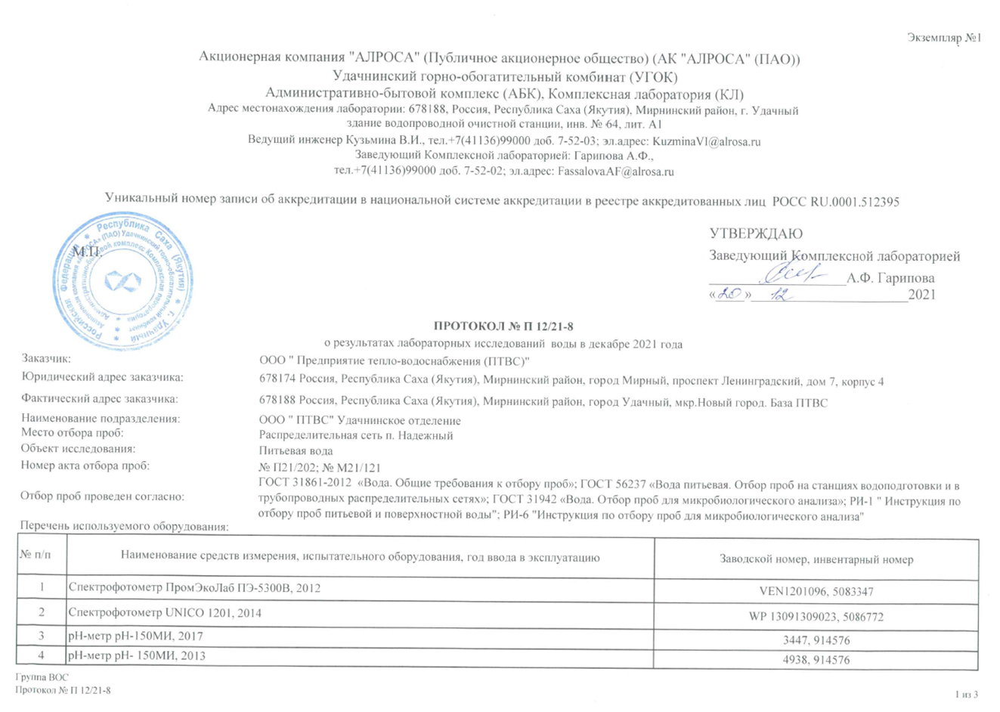 Экземпляр №1
Акционерная компания "АЛРОСА" (Публичное акционерное общество) (АК "АЛРОСА" (ПАО))
Удачнинский горно-обогатительный комбинат (УГОК)
Административно-бытовой комплекс (АБК), Комплексная лаборатория (КЛ)
Адрес местонахождения лаборатории: 678188, Россия, Республика Саха (Якутия), Мирнинский район, г. Удачный
здание водопроводной очистной станции, инв. № 64, лит. А1
Ведущий инженер Кузьмина В.И., тел.+7(41136)99000 доб. 7-52-03; эл.адрес: KuzminaVI@alrosa.ru
Заведующий Комплексной лабораторией: Гарипова А.Ф.,
тел.+7(41136)99000 доб. 7-52-02; эл.адрес: FassalovaAF@alrosa.ru
Уникальный номер записи об аккредитации в национальной системе аккредитации в реестре аккредитованных лиц РОСС RU.0001.512395
УТВЕРЖДАЮ
М.П.
Российская Федерация * Республика Саха (Якутия) * г. Удачный *
Заведующий Комплексной лабораторией
А.Ф. Гарипова
«20» 12 2021
ПРОТОКОЛ № П 12/21-8
о результатах лабораторных исследований воды в декабре 2021 года
Заказчик: ООО " Предприятие тепло-водоснабжения (ПТВС)"
Юридический адрес заказчика: 678174 Россия, Республика Саха (Якутия), Мирнинский район, город Мирный, проспект Ленинградский, дом 7, корпус 4
Фактический адрес заказчика: 678188 Россия, Республика Саха (Якутия), Мирнинский район, город Удачный, мкр.Новый город. База ПТВС
Наименование подразделения: ООО " ПТВС" Удачнинское отделение
Место отбора проб: Распределительная сеть п. Надежный
Объект исследования: Питьевая вода
Номер акта отбора проб: № П21/202; № М21/121
ГОСТ 31861-2012 «Вода. Общие требования к отбору проб»; ГОСТ 56237 «Вода питьевая. Отбор проб на станциях водоподготовки и в
Отбор проб проведен согласно: трубопроводных распределительных сетях»; ГОСТ 31942 «Вода. Отбор проб для микробиологического анализа»; РИ-1 " Инструкция по
отбору проб питьевой и поверхностной воды"; РИ-6 "Инструкция по отбору проб для микробиологического анализа"
Перечень используемого оборудования:
№ п/п Наименование средств измерения, испытательного оборудования, год ввода в эксплуатацию Заводской номер, инвентарный номер
1 Спектрофотометр ПромЭкоЛаб ПЭ-5300В, 2012 VEN1201096, 5083347
2 Спектрофотометр UNICO 1201, 2014 WP 13091309023, 5086772
3 рН-метр рН-150МИ, 2017 3447, 914576
4 рН-метр рН- 150МИ, 2013 4938, 914576
Группа ВОС
Протокол № П 12/21-8
1 из 3